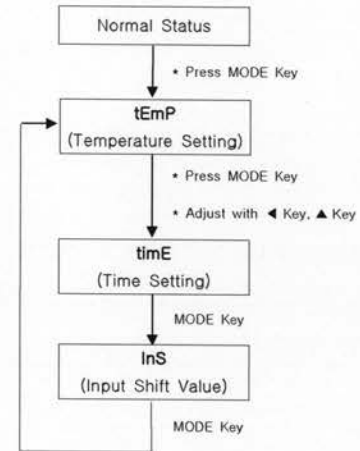 Normal Status
* Press MODE Key
tEmP
(Temperature Setting)
* Press MODE Key
* Adjust with ◀ Key, ▲ Key
timE
(Time Setting)
MODE Key
InS
(Input Shift Value)
MODE Key